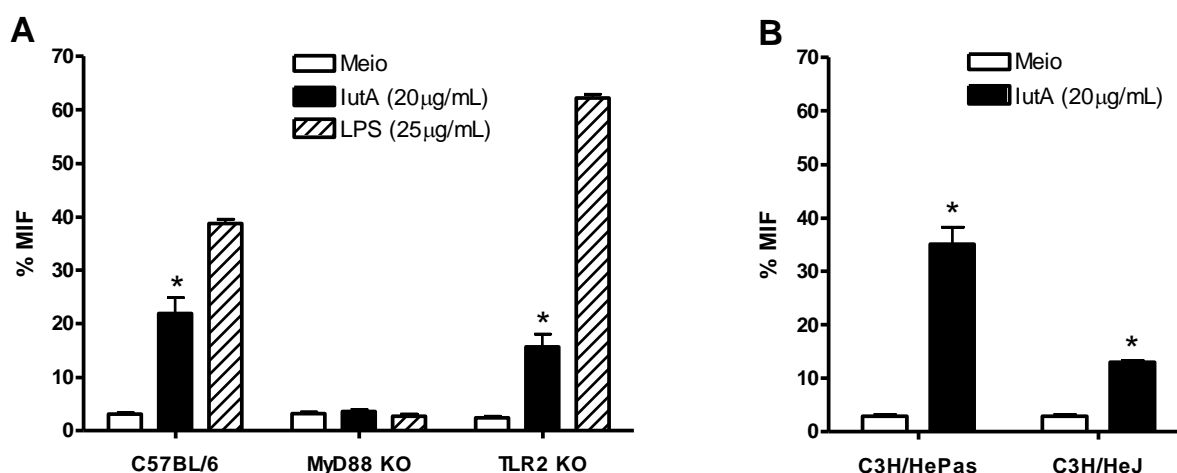 A
% MIF
70
60
50
40
30
20
10
0
Meio
IutA (20μg/mL)
LPS (25μg/mL)
*
*
C57BL/6 MyD88 KO TLR2 KO
B
% MIF
70
60
50
40
30
20
10
0
Meio
IutA (20μg/mL)
*
*
C3H/HePas C3H/HeJ